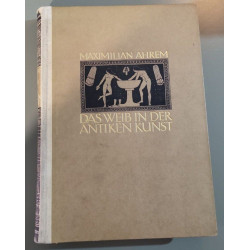 MAXIMILIAN AHREM
DAS WEIB IN DER
ANTIKEN KUNST